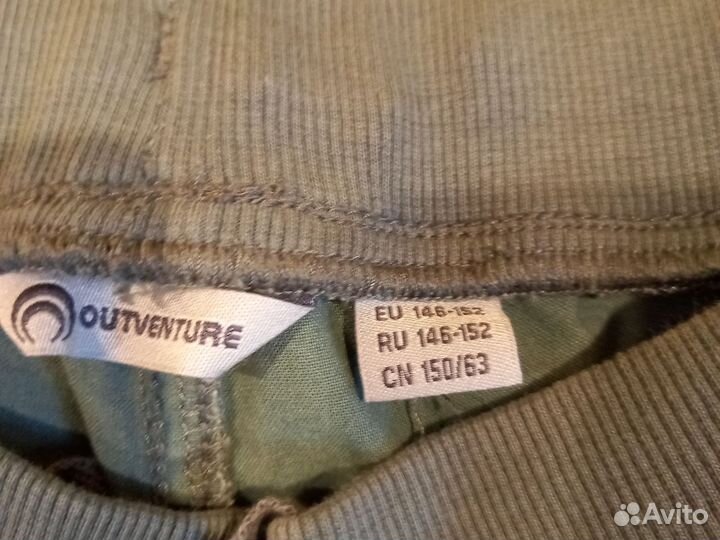 OUTVENTURE
EU 146-152
RU 146-152
CN 150/63
Avito